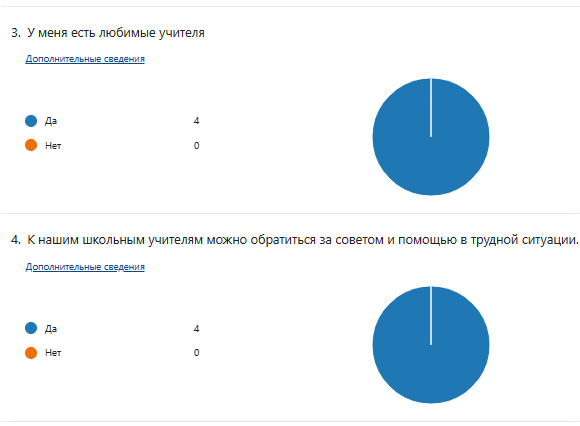 3. У меня есть любимые учителя
Дополнительные сведения
Да 4
Нет 0
4. К нашим школьным учителям можно обратиться за советом и помощью в трудной ситуации.
Дополнительные сведения
Да 4
Нет 0